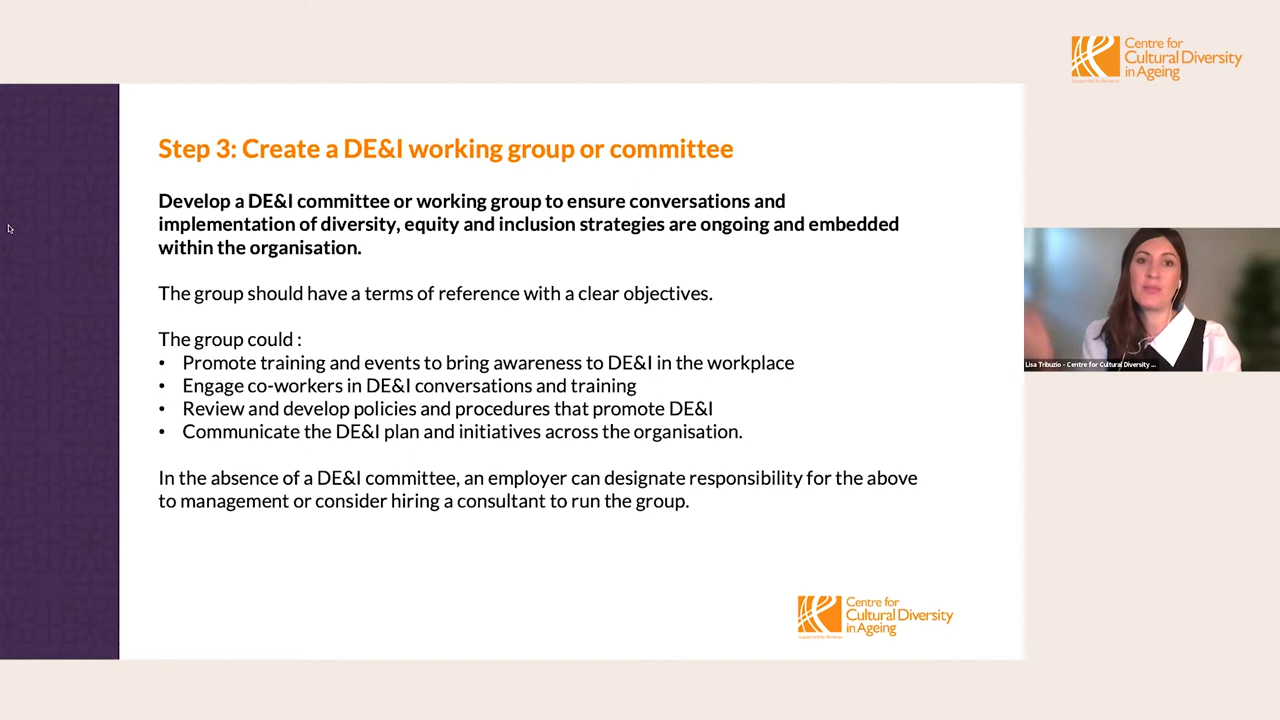 Centre for
Cultural Diversity
in Ageing
Step 3: Create a DE&I working group or committee
Develop a DE&I committee or working group to ensure conversations and
implementation of diversity, equity and inclusion strategies are ongoing and embedded
within the organisation.
The group should have a terms of reference with a clear objectives.
The group could :
• Promote training and events to bring awareness to DE&I in the workplace
• Engage co-workers in DE&I conversations and training
• Review and develop policies and procedures that promote DE&I
• Communicate the DE&I plan and initiatives across the organisation.
In the absence of a DE&I committee, an employer can designate responsibility for the above
to management or consider hiring a consultant to run the group.
Lisa Tribuzio - Centre for Cultural Diversity ...
Centre for
Cultural Diversity
in Ageing